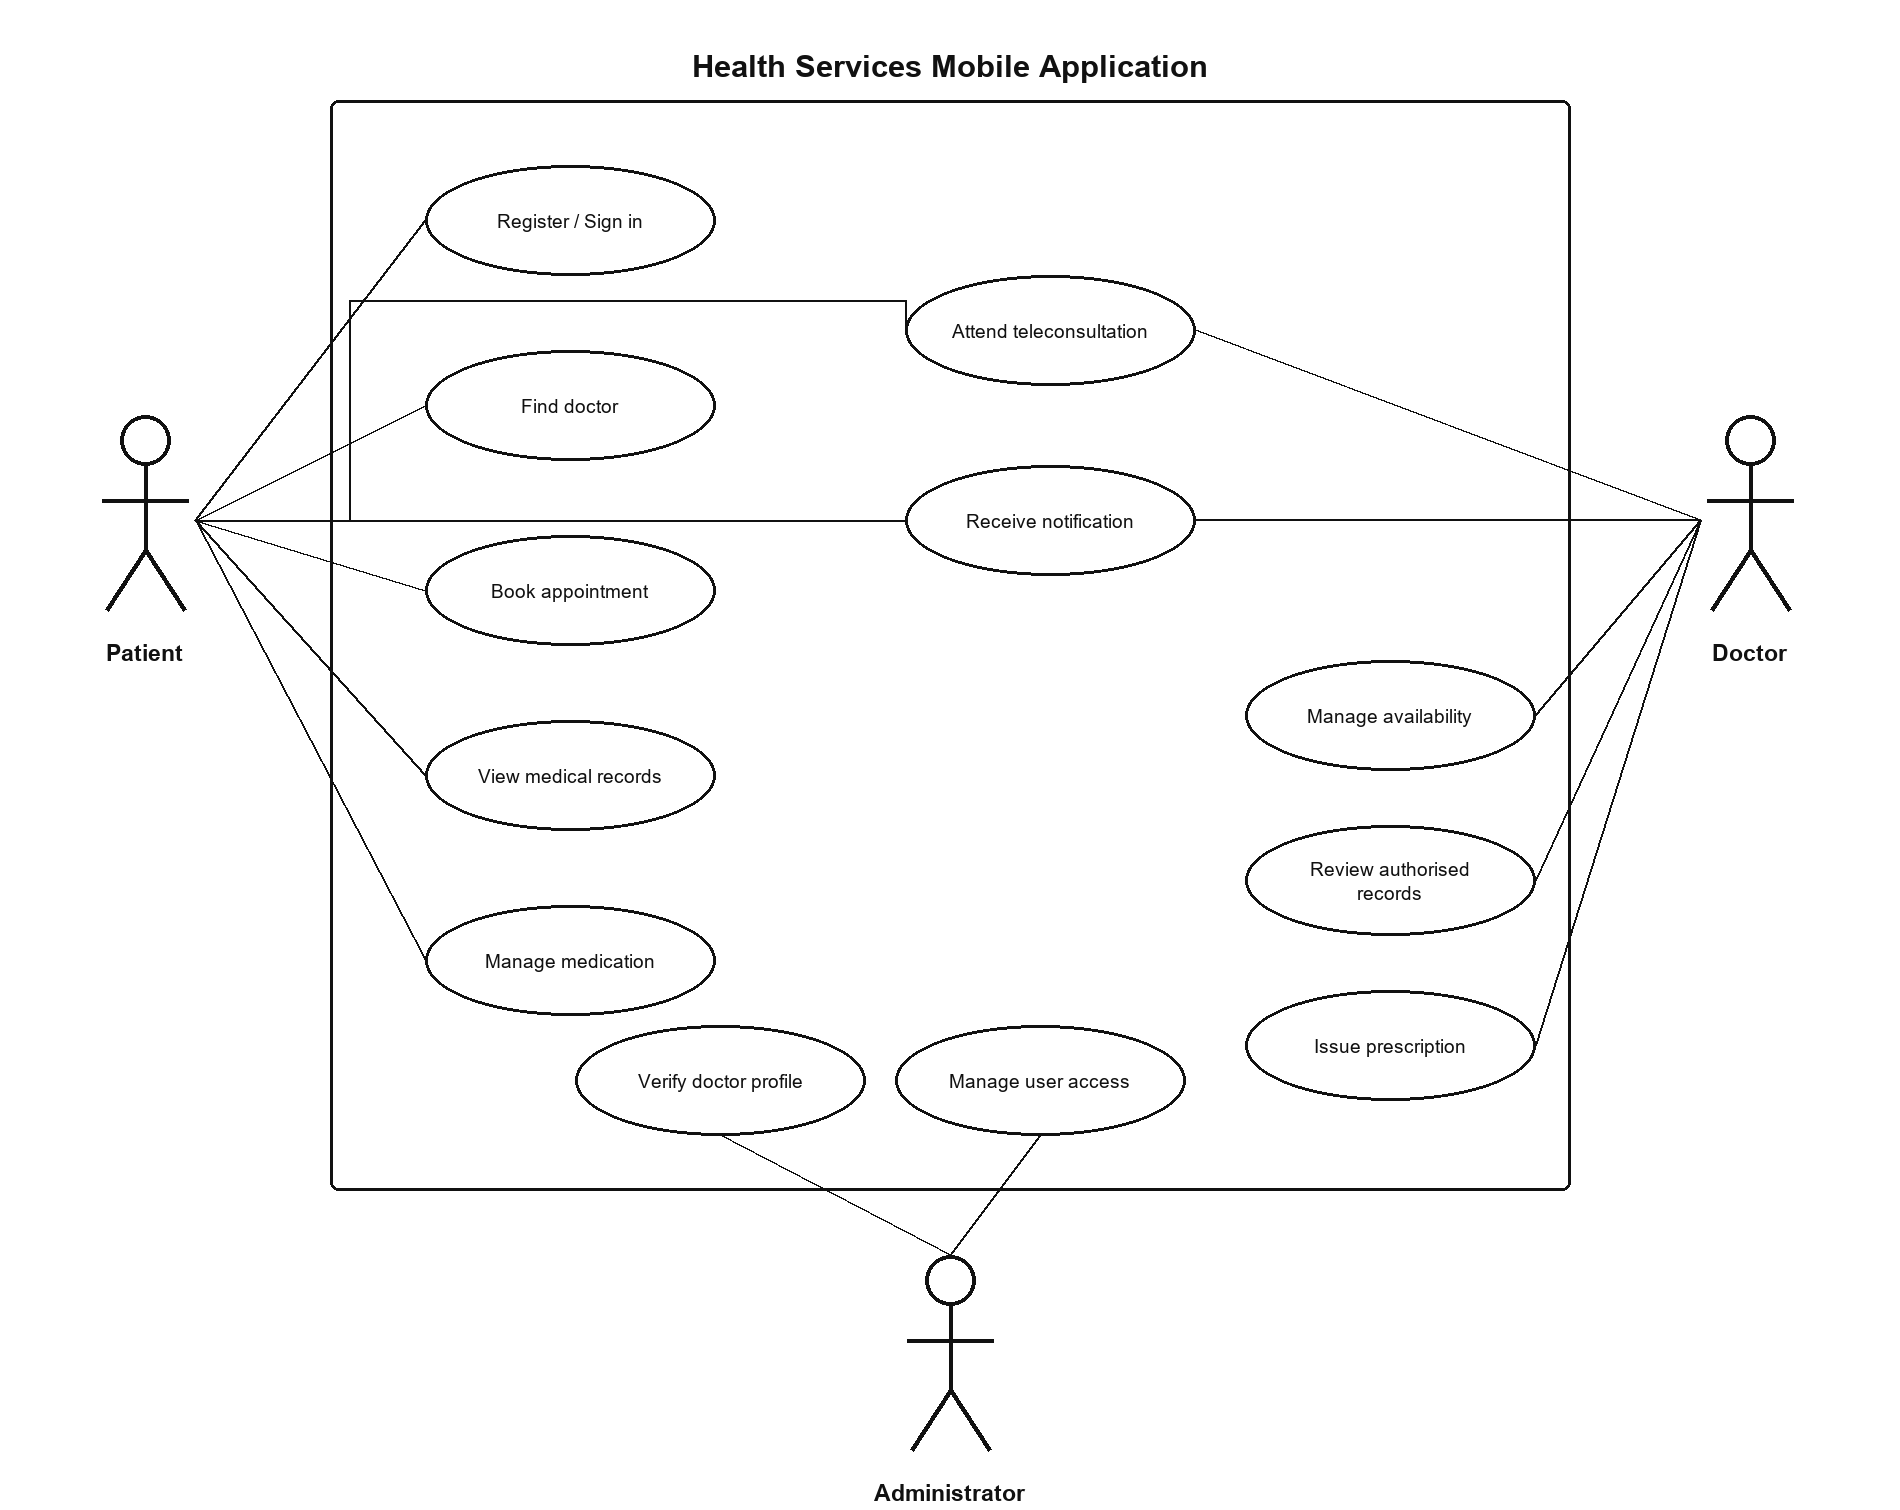 Health Services Mobile Application
Register / Sign in
Attend teleconsultation
Find doctor
Receive notification
Book appointment
Patient
Doctor
Manage availability
View medical records
Review authorised
records
Manage medication
Issue prescription
Verify doctor profile
Manage user access
Administrator